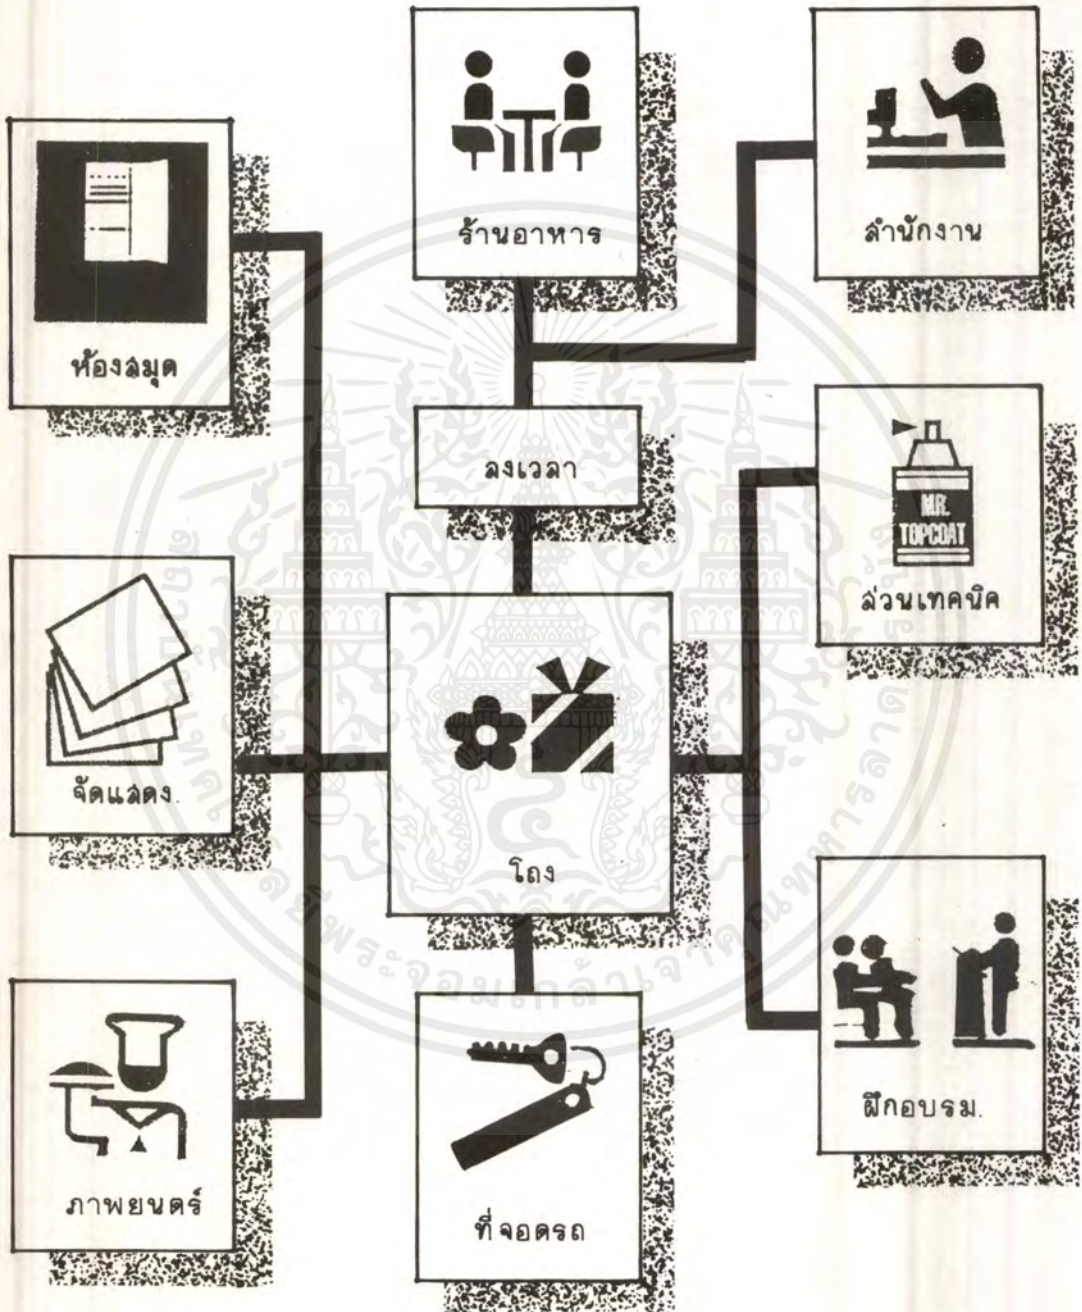 ร้านอาหาร
สำนักงาน
ห้องสมุด
ลงเวลา
MR.
TOPCOAT
ส่วนเทคนิค
จัดแสดง.
โถง
ฝึกอบรม.
ภาพยนตร์
ที่จอดรถ